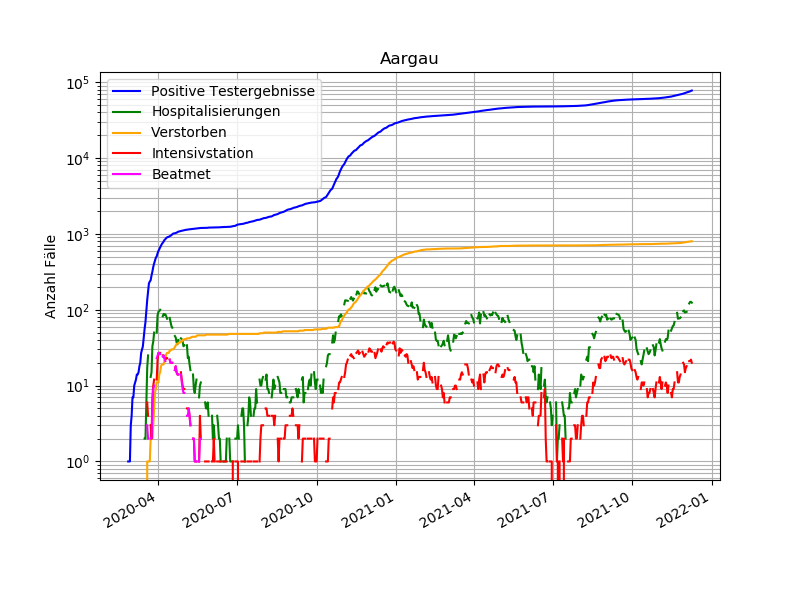 Aargau
10⁵
10⁴
10³
10²
10¹
10⁰
Anzahl Fälle
Positive Testergebnisse
Hospitalisierungen
Verstorben
Intensivstation
Beatmet
2020-04
2020-07
2020-10
2021-01
2021-04
2021-07
2021-10
2022-01